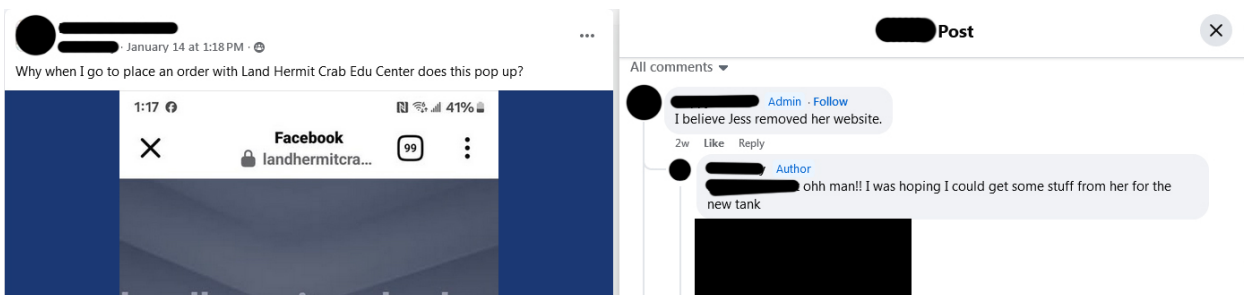 January 14 at 1:18 PM ·
Why when I go to place an order with Land Hermit Crab Edu Center does this pop up?
1:17
41%
Facebook
landhermitcra...
99
Post
All comments
Admin · Follow
I believe Jess removed her website.
2w Like Reply
Author
ohh man!! I was hoping I could get some stuff from her for the
new tank